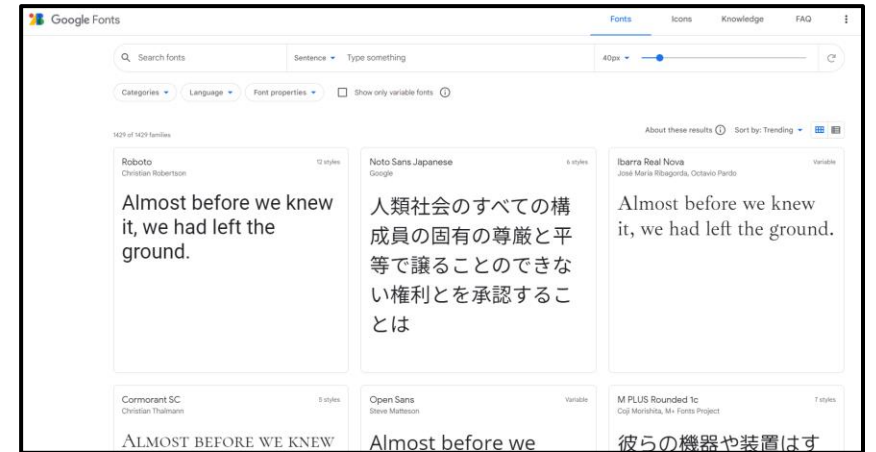 Google Fonts
Fonts
Icons
Knowledge
FAQ
Search fonts
Sentence
Type something
40px
Categories
Language
Font properties
Show only variable fonts
1429 of 1429 families
About these results
Sort by: Trending
Roboto
12 styles
Christian Robertson
Almost before we knew
it, we had left the
ground.
Noto Sans Japanese
6 styles
Google
人類社会のすべての構
成員の固有の尊厳と平
等で譲ることのできな
い権利とを承認するこ
とは
Ibarra Real Nova
Variable
José María Ribagorda, Octavio Pardo
Almost before we knew
it, we had left the ground.
Cormorant SC
5 styles
Christian Thalmann
ALMOST BEFORE WE KNEW
Open Sans
Variable
Steve Matteson
Almost before we
M PLUS Rounded 1c
7 styles
Coji Morishita, M+ Fonts Project
彼らの機器や装置はす